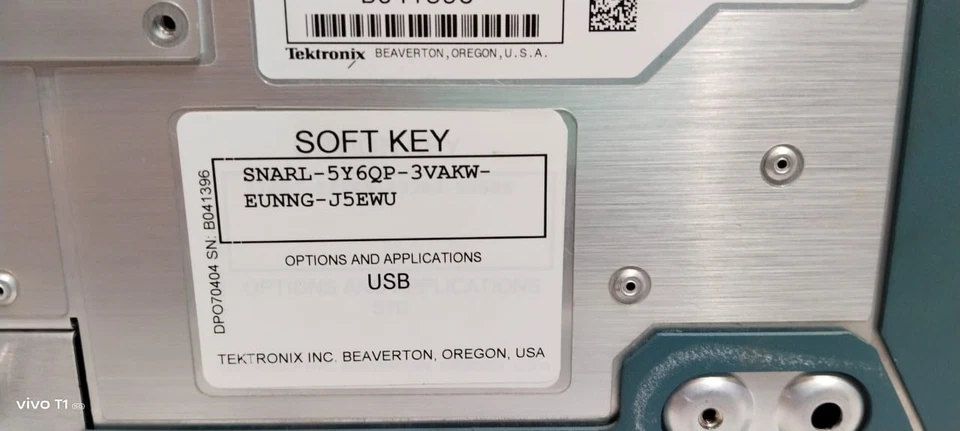 Tektronix BEAVERTON,OREGON,U.S.A.
SOFT KEY
SNARL-5Y6QP-3VAKW-
EUNNG-J5EWU
DPO70404 SN: B041396
OPTIONS AND APPLICATIONS
USB
TEKTRONIX INC. BEAVERTON, OREGON, USA
vivo T1